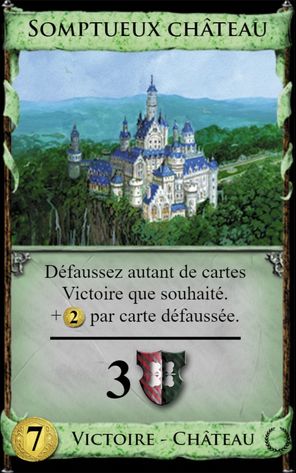 SOMPTUEUX CHÂTEAU
Défaussez autant de cartes
Victoire que souhaité.
+ 2 par carte défaussée.
3
7 VICTOIRE - CHÂTEAU